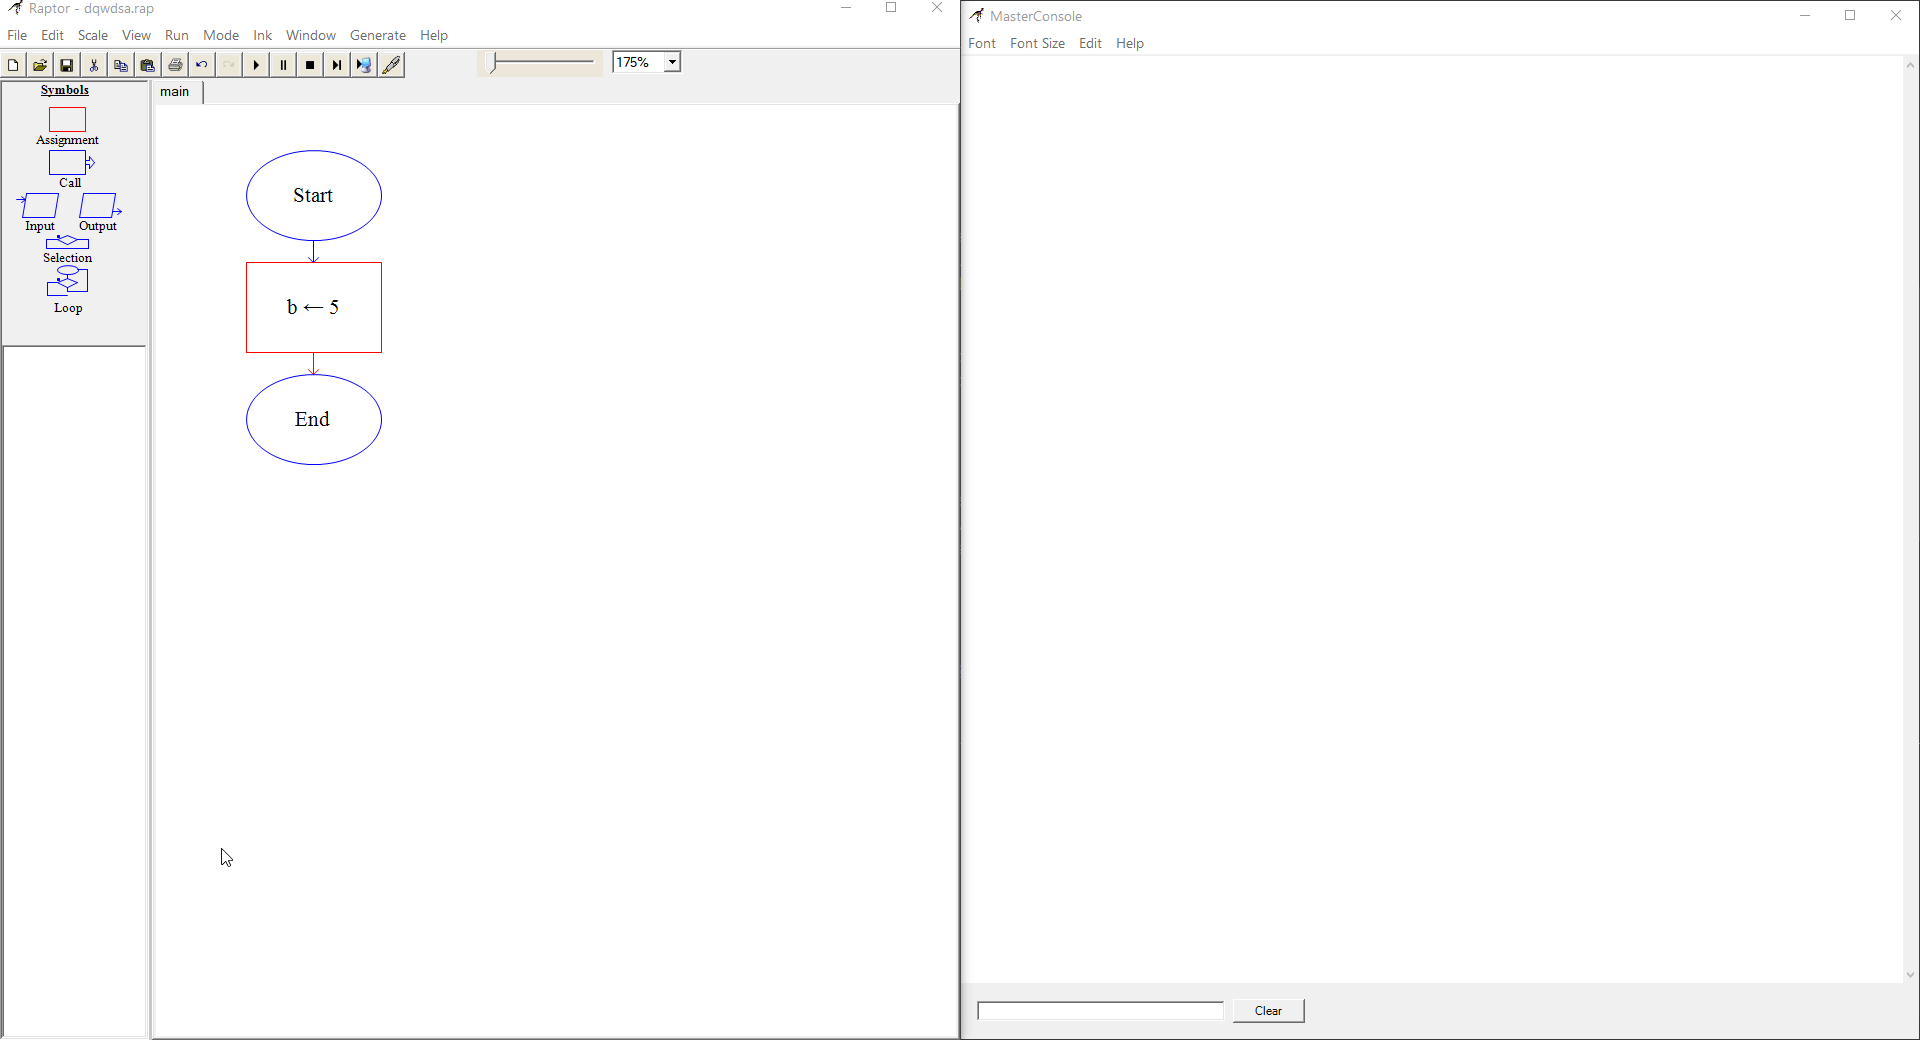 Raptor - dqwdsa.rap
File Edit Scale View Run Mode Ink Window Generate Help
175%
Symbols
Assignment
Call
Input Output
Selection
Loop
main
Start
b ← 5
End
MasterConsole
Font Font Size Edit Help
Clear